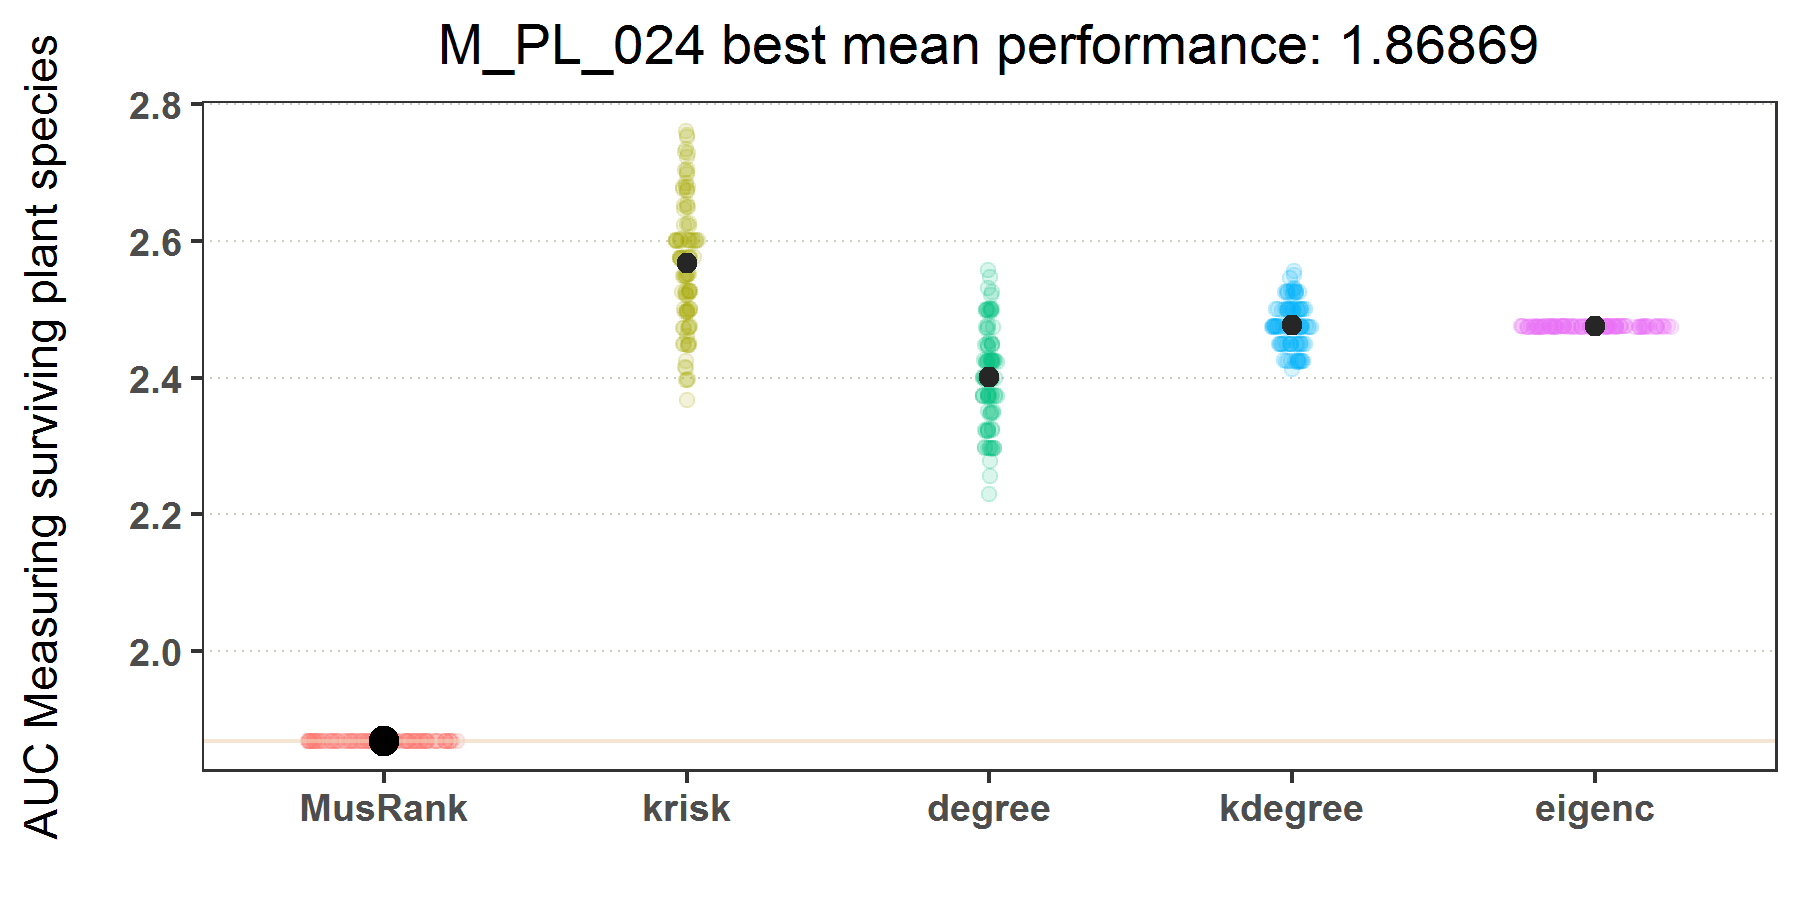 M_PL_024 best mean performance: 1.86869
AUC Measuring surviving plant species
2.8
2.6
2.4
2.2
2.0
MusRank krisk degree kdegree eigenc